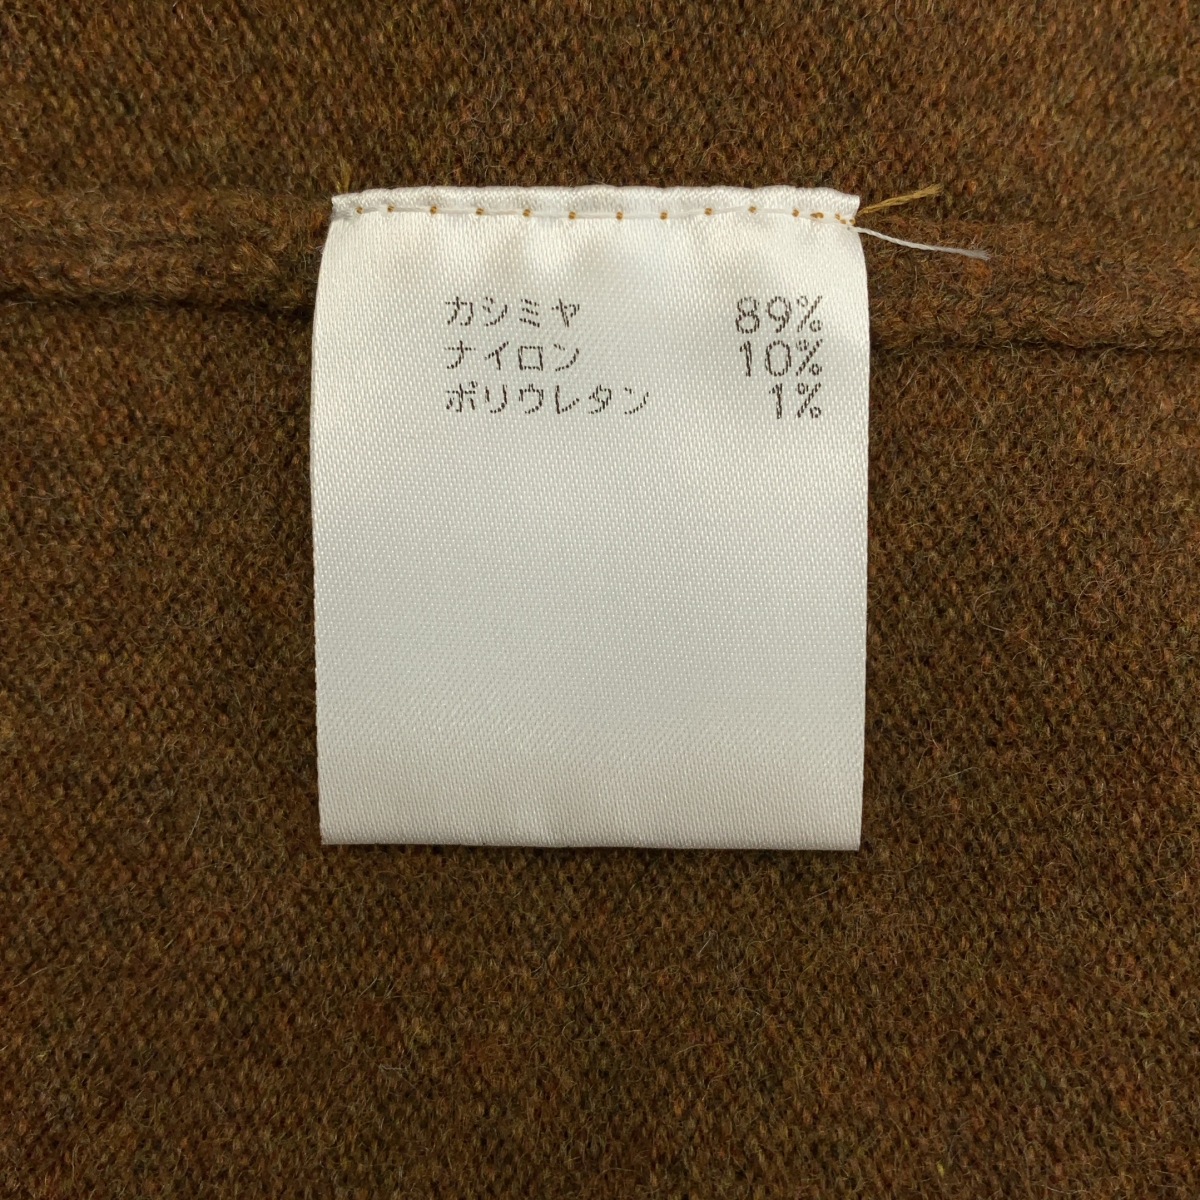 カシミヤ 89%
ナイロン 10%
ポリウレタン 1%